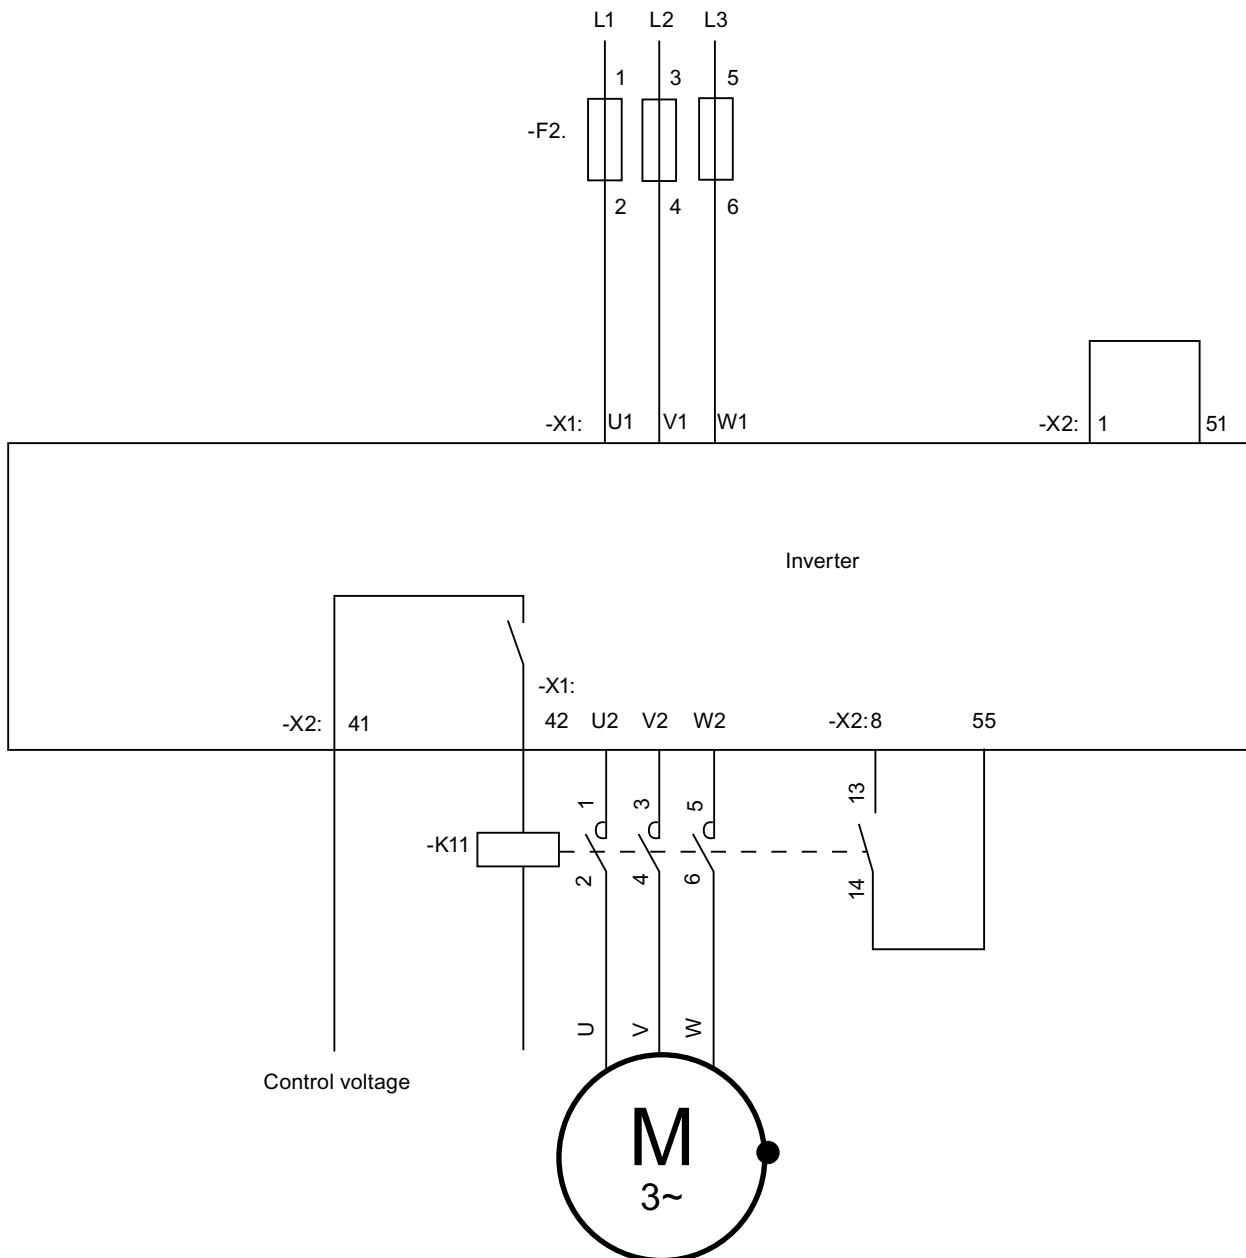 L1 L2 L3
1 3 5
-F2.
2 4 6
-X1: U1 V1 W1 -X2: 1 51
Inverter
-X1:
-X2: 41 42 U2 V2 W2 -X2:8 55
1 3 5 13
-K11
2 4 6 14
U V W
Control voltage
M
3~